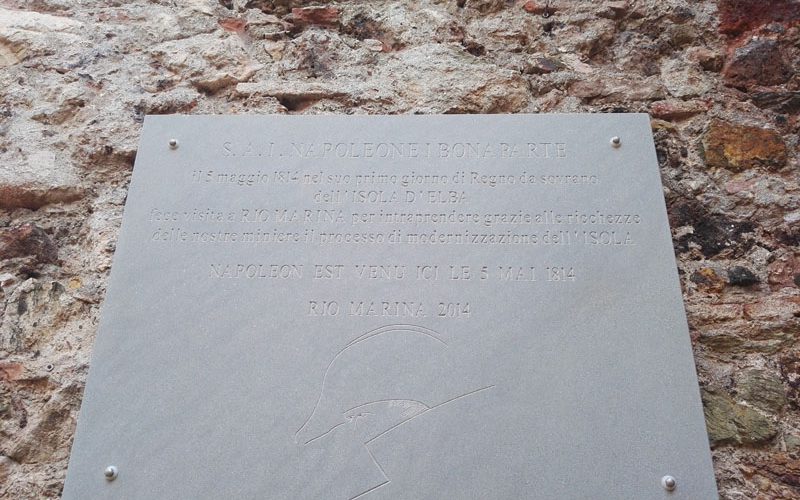 S. A. I. NAPOLEONE I BONAPARTE
il 5 maggio 1814 nel suo primo giorno di Regno da sovrano
dell'ISOLA D'ELBA
fece visita a RIO MARINA per intraprendere grazie alle ricchezze
delle nostre miniere il processo di modernizzazione dell'ISOLA
NAPOLEON EST VENU ICI LE 5 MAI 1814
RIO MARINA 2014